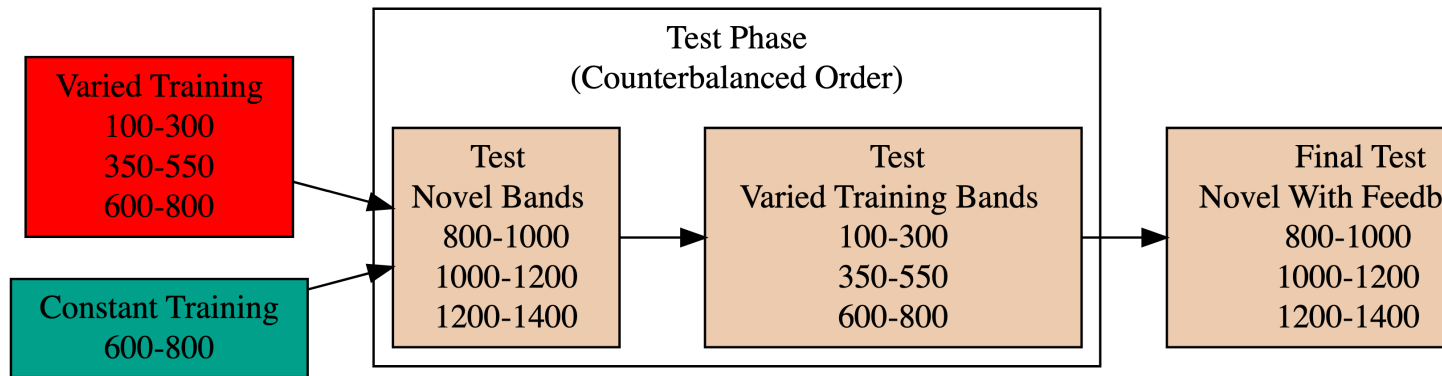 Varied Training
100-300
350-550
600-800
Constant Training
600-800
Test Phase
(Counterbalanced Order)
Test
Novel Bands
800-1000
1000-1200
1200-1400
Test
Varied Training Bands
100-300
350-550
600-800
Final Test
Novel With
800-1000
1000-1200
1200-1400